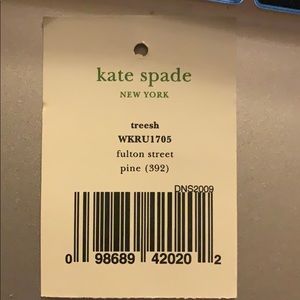 kate spade
NEW YORK
treesh
WKRU1705
fulton street
pine (392)
DNS2009
0 98689 42020 2